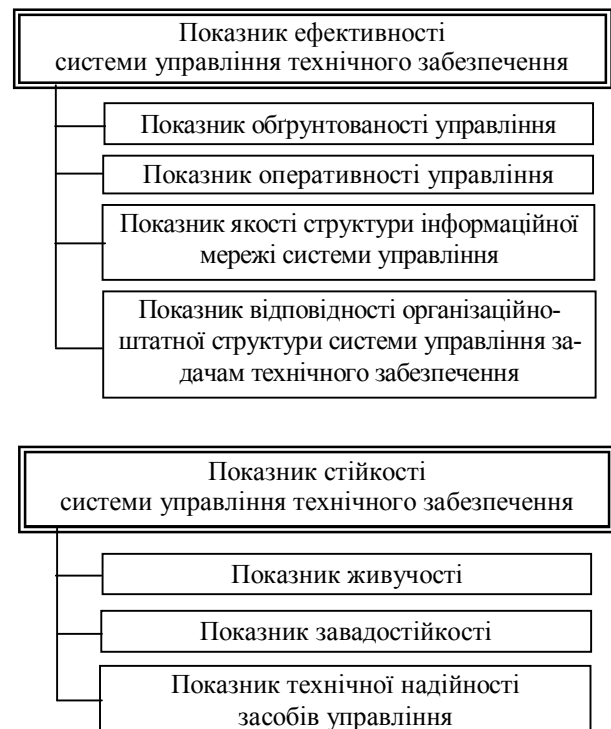 Показник ефективності
системи управління технічного забезпечення
Показник обґрунтованості управління
Показник оперативності управління
Показник якості структури інформаційної
мережі системи управління
Показник відповідності організаційно-
штатної структури системи управління за-
дачам технічного забезпечення
Показник стійкості
системи управління технічного забезпечення
Показник живучості
Показник завадостійкості
Показник технічної надійності
засобів управління